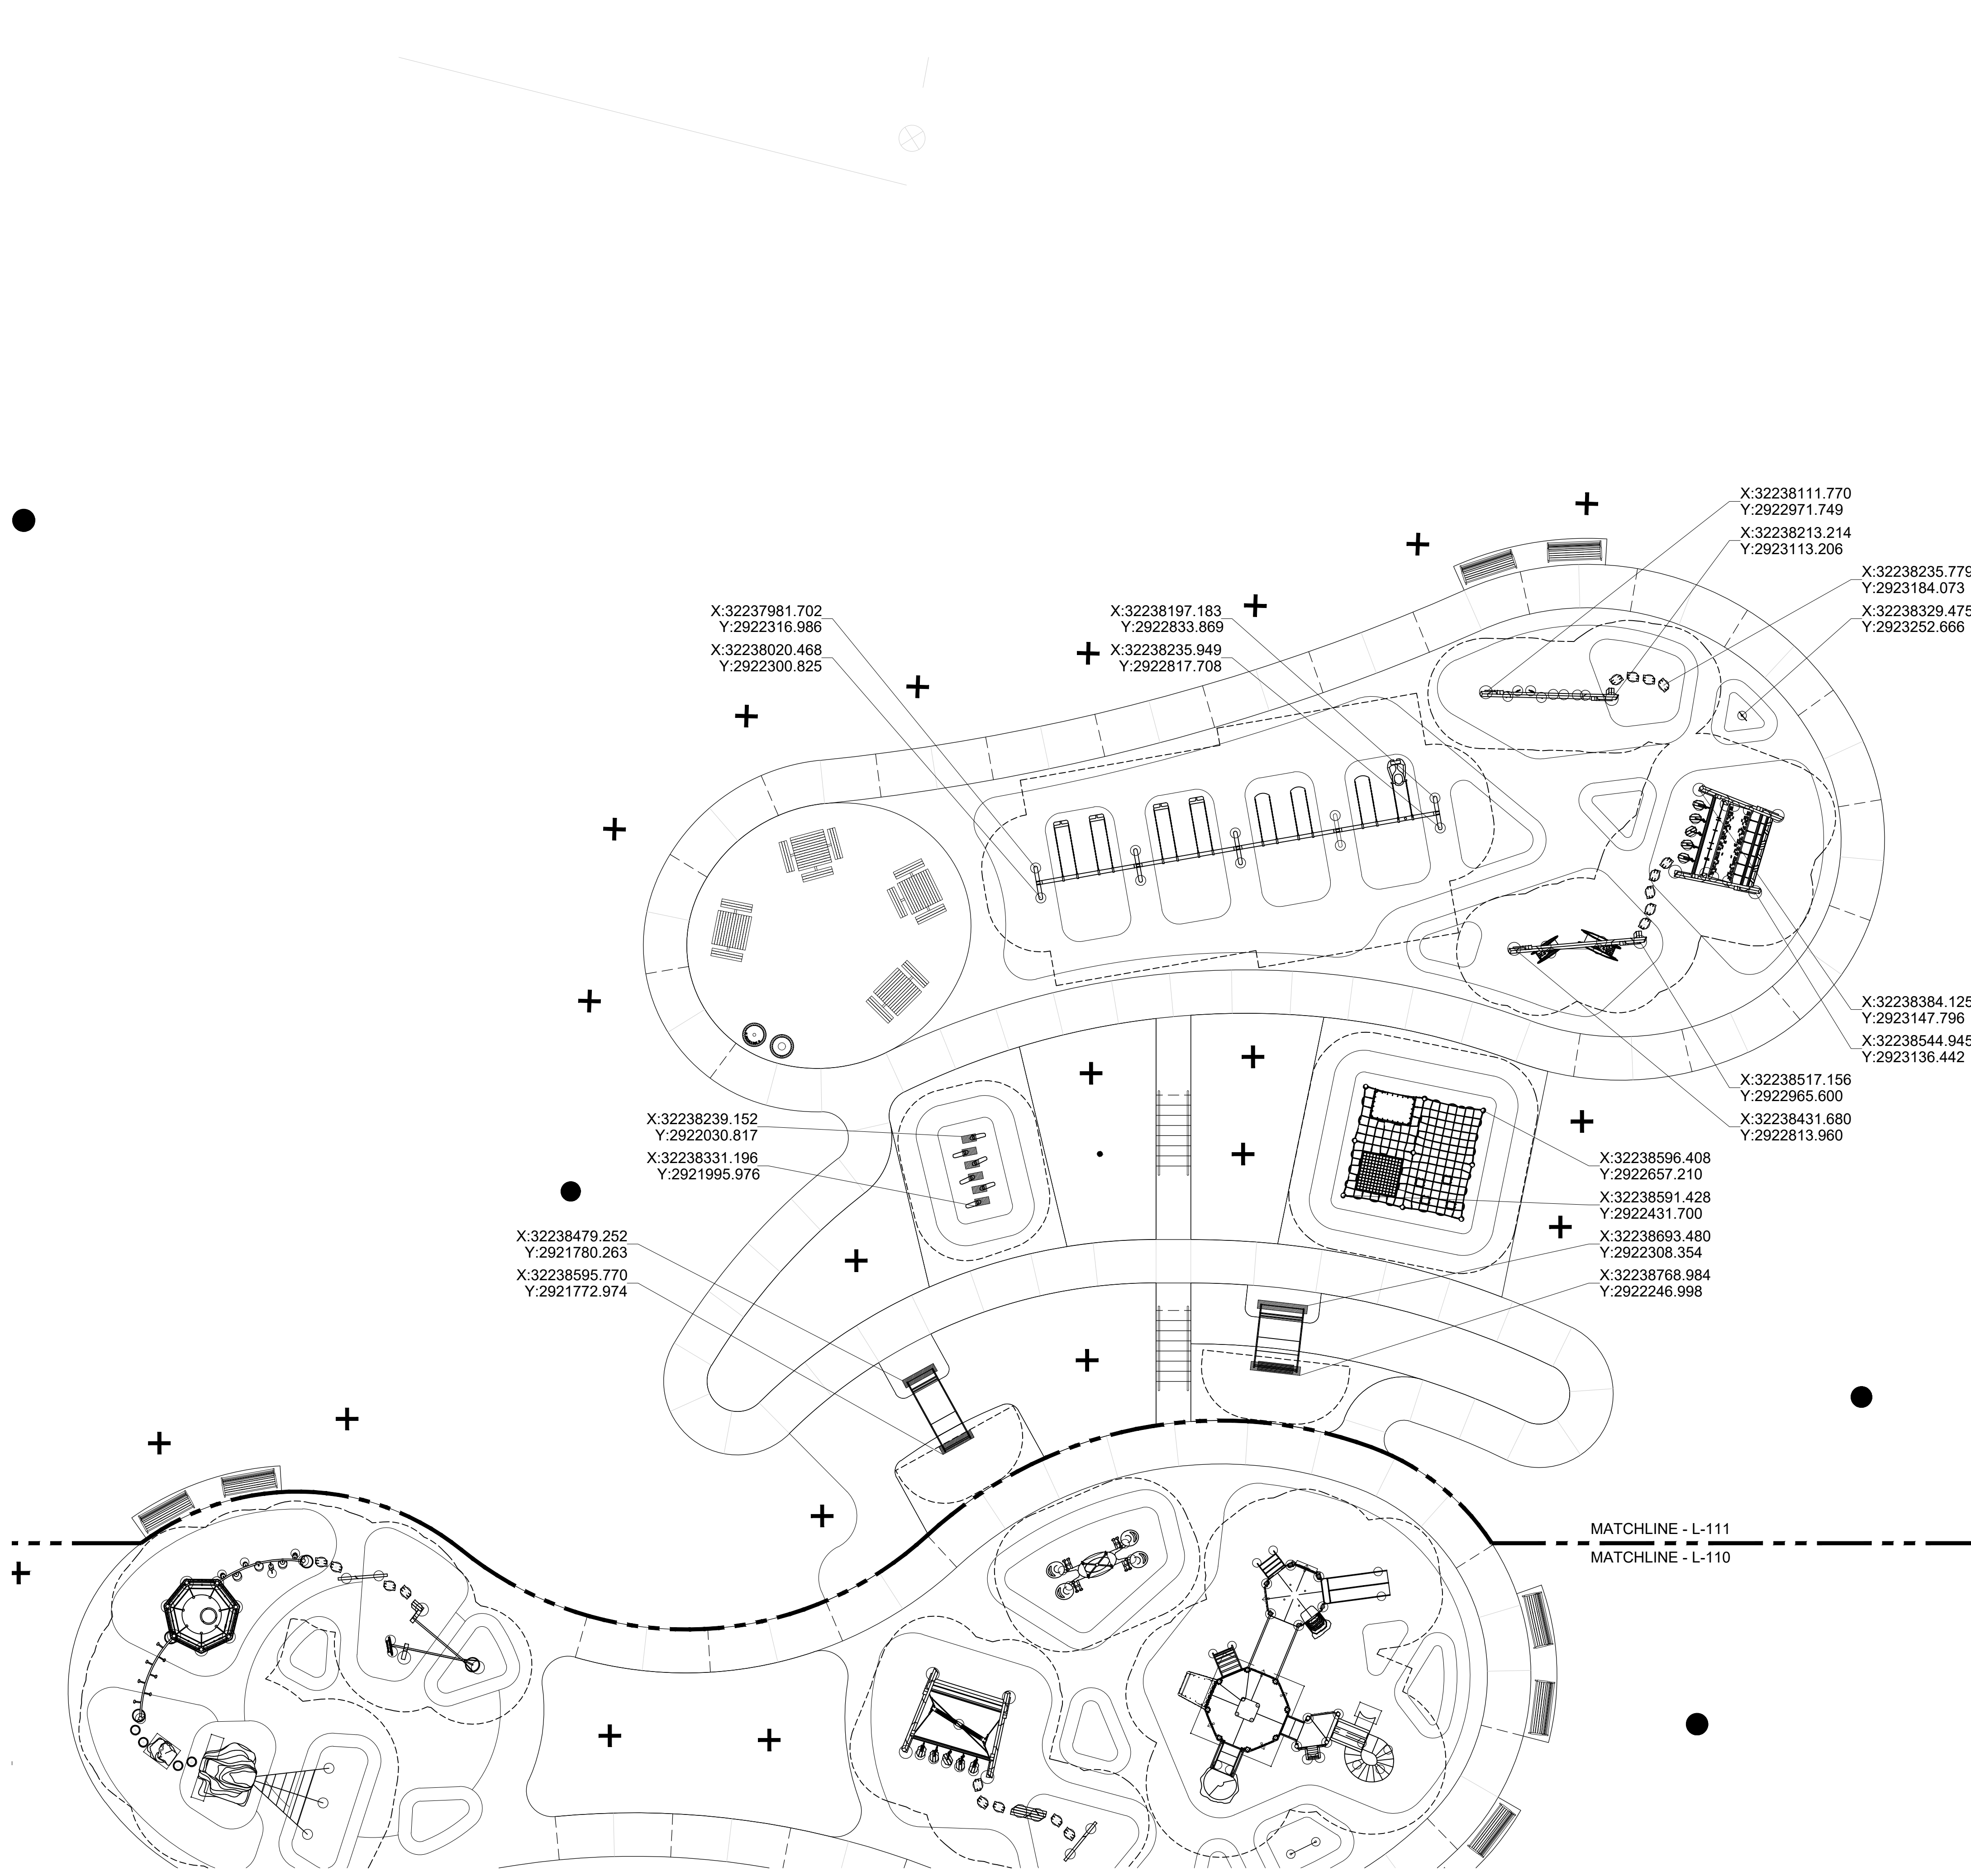 X:32238111.770
Y:2922971.749
X:32238213.214
Y:2923113.206
X:32238235.779
Y:2923184.073
X:32238329.475
Y:2923252.666
X:32237981.702
Y:2922316.986
X:32238020.468
Y:2922300.825
X:32238197.183
Y:2922833.869
X:32238235.949
Y:2922817.708
X:32238384.125
Y:2923147.796
X:32238544.945
Y:2923136.442
X:32238517.156
Y:2922965.600
X:32238431.680
Y:2922813.960
X:32238239.152
Y:2922030.817
X:32238331.196
Y:2921995.976
X:32238596.408
Y:2922657.210
X:32238591.428
Y:2922431.700
X:32238693.480
Y:2922308.354
X:32238768.984
Y:2922246.998
X:32238479.252
Y:2921780.263
X:32238595.770
Y:2921772.974
MATCHLINE - L-111
MATCHLINE - L-110